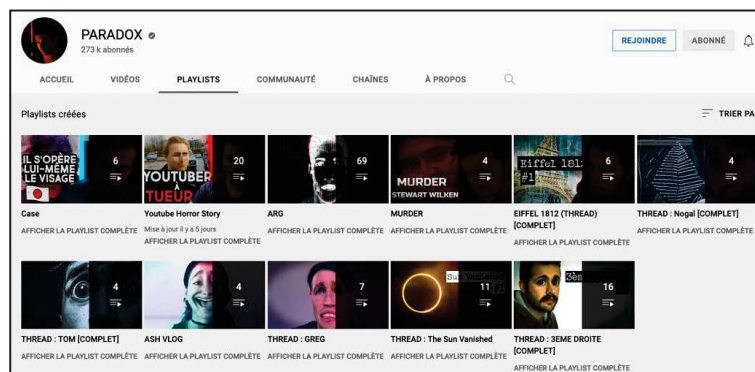 PARADOX
273 k abonnés
REJOINDRE
ABONNÉ
ACCUEIL VIDÉOS PLAYLISTS COMMUNAUTÉ CHAÎNES À PROPOS
Playlists créées
TRIER PA
IL S'OPÈRE
LUI-MÊME
LE VISAGE
6
YOUTUBER
À
TUEUR
20
69
MURDER
STEWART WILKEN
4
Eiffel 181
#1
6
4
Case
AFFICHER LA PLAYLIST COMPLÈTE
Youtube Horror Story
Mise à jour il y a 5 jours
AFFICHER LA PLAYLIST COMPLÈTE
ARG
AFFICHER LA PLAYLIST COMPLÈTE
MURDER
AFFICHER LA PLAYLIST COMPLÈTE
EIFFEL 1812 (THREAD)
[COMPLET]
AFFICHER LA PLAYLIST COMPLÈTE
THREAD : Nogal [COMPLET]
AFFICHER LA PLAYLIST COMPLÈTE
4
4
7
11
16
THREAD : TOM [COMPLET]
AFFICHER LA PLAYLIST COMPLÈTE
ASH VLOG
AFFICHER LA PLAYLIST COMPLÈTE
THREAD : GREG
AFFICHER LA PLAYLIST COMPLÈTE
THREAD : The Sun Vanished
AFFICHER LA PLAYLIST COMPLÈTE
THREAD : 3EME DROITE
[COMPLET]
AFFICHER LA PLAYLIST COMPLÈTE